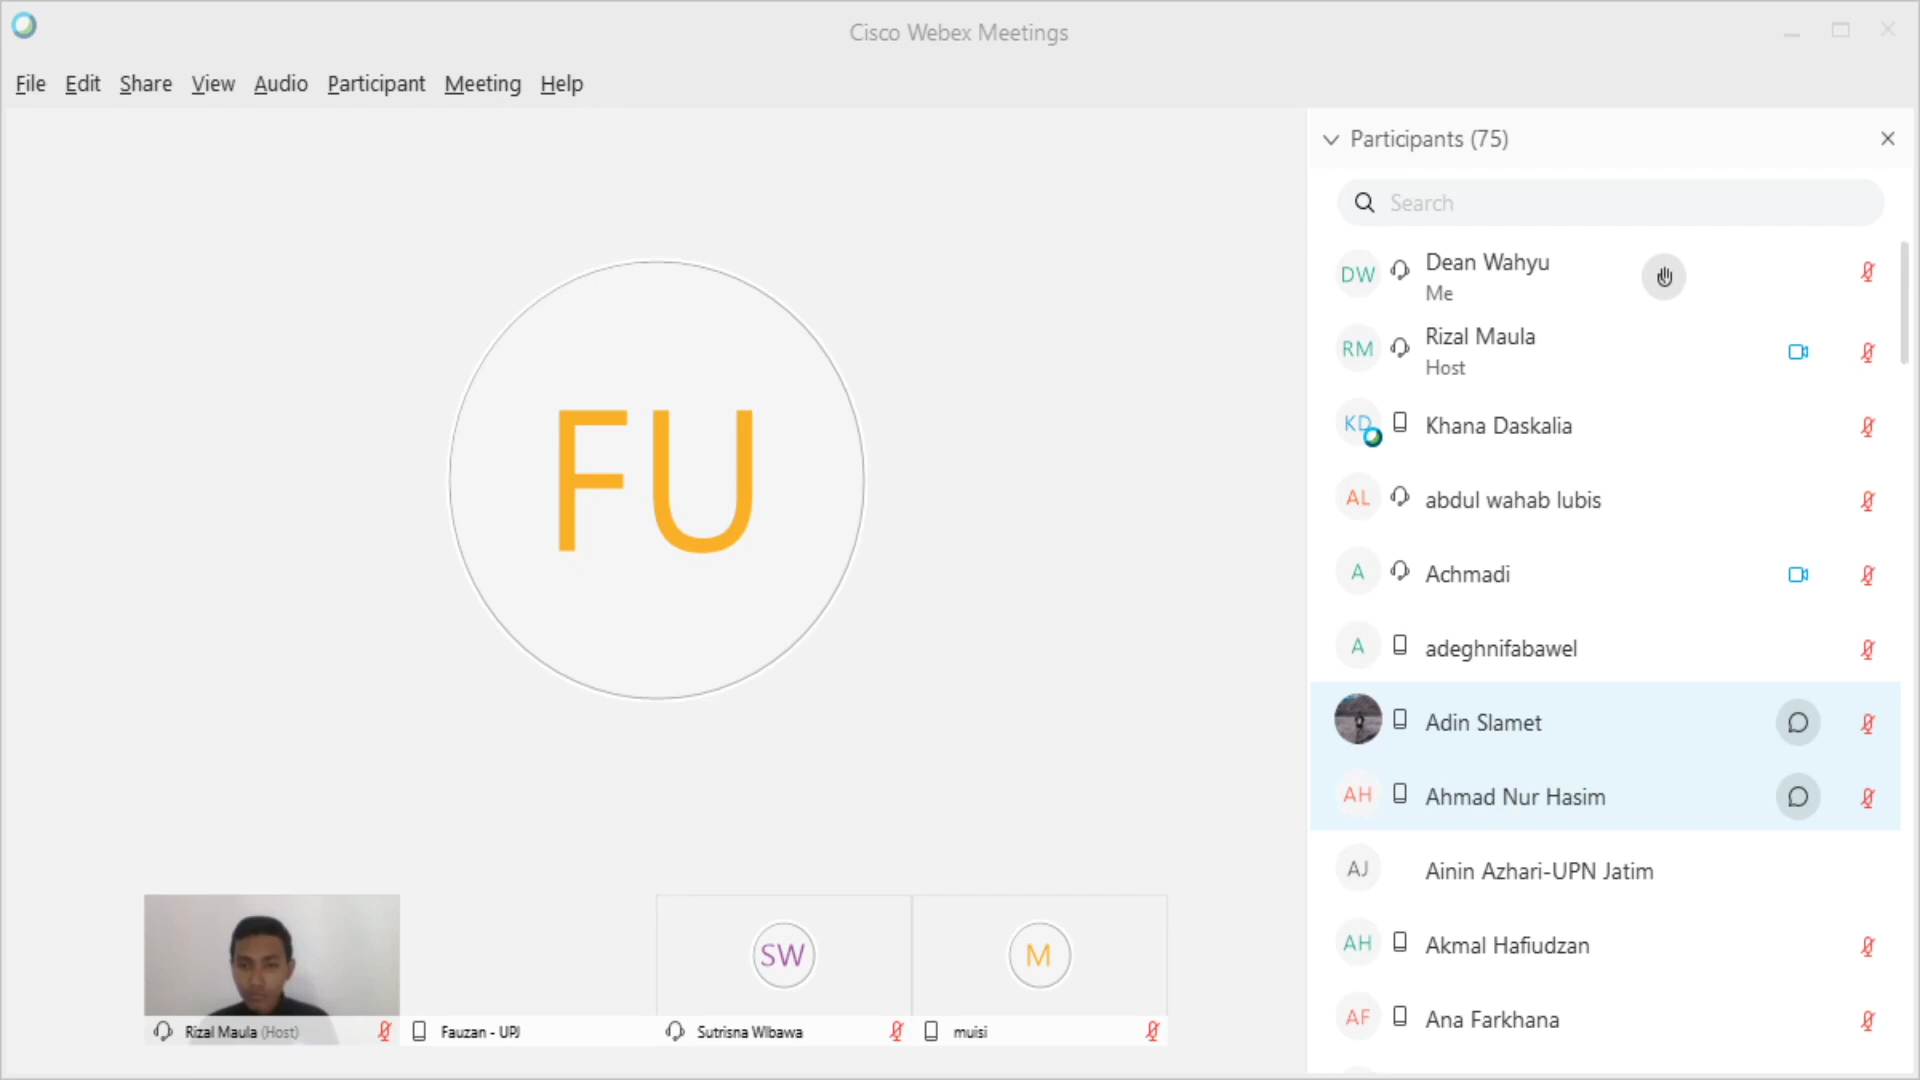 Cisco Webex Meetings
File Edit Share View Audio Participant Meeting Help
FU
Rizal Maula (Host)
Fauzan - UPJ
SW
Sutrisna WIbawa
M
muisi
Participants (75)
Search
DW Dean Wahyu
Me
RM Rizal Maula
Host
KD Khana Daskalia
AL abdul wahab lubis
A Achmadi
A adeghnifabawel
Adin Slamet
AH Ahmad Nur Hasim
AJ Ainin Azhari-UPN Jatim
AH Akmal Hafiudzan
AF Ana Farkhana